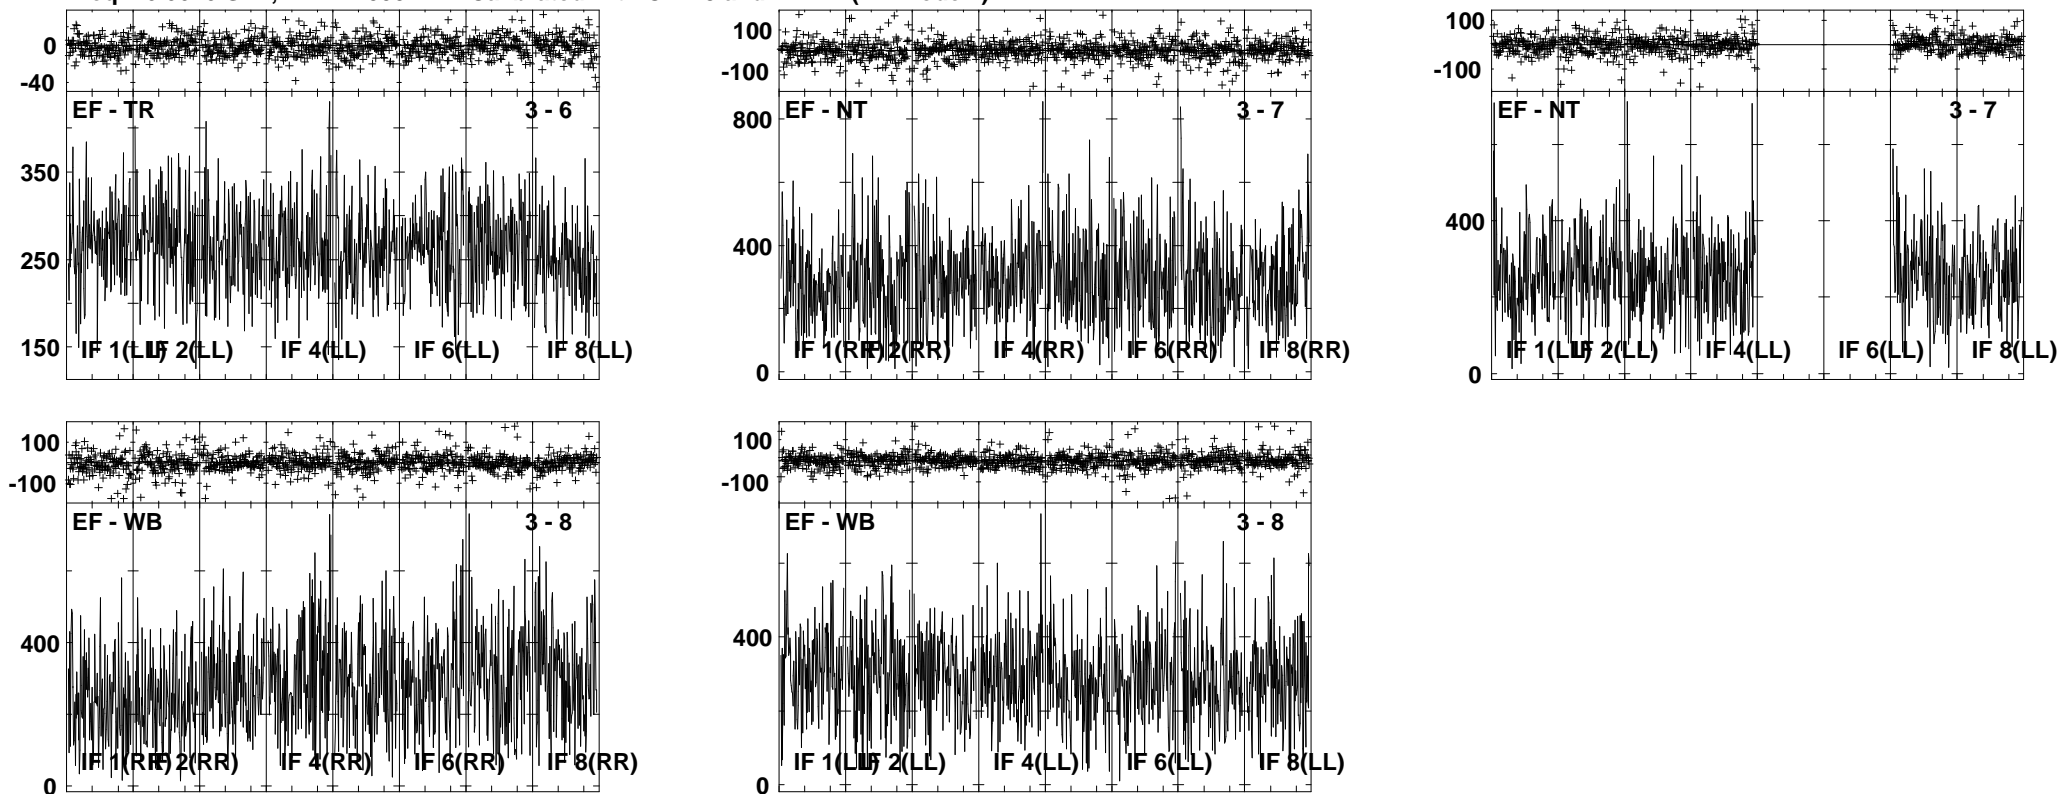 0
-40
EF - TR 3 - 6
350
250
150
IF 1(LL) IF 2(LL) IF 4(LL) IF 6(LL) IF 8(LL)
100
-100
EF - NT 3 - 7
800
400
0
IF 1(RR) IF 2(RR) IF 4(RR) IF 6(RR) IF 8(RR)
100
-100
EF - NT 3 - 7
400
0
IF 1(LL) IF 2(LL) IF 4(LL) IF 6(LL) IF 8(LL)
100
-100
EF - WB 3 - 8
400
0
IF 1(RR) IF 2(RR) IF 4(RR) IF 6(RR) IF 8(RR)
100
-100
EF - WB 3 - 8
400
0
IF 1(LL) IF 2(LL) IF 4(LL) IF 6(LL) IF 8(LL)